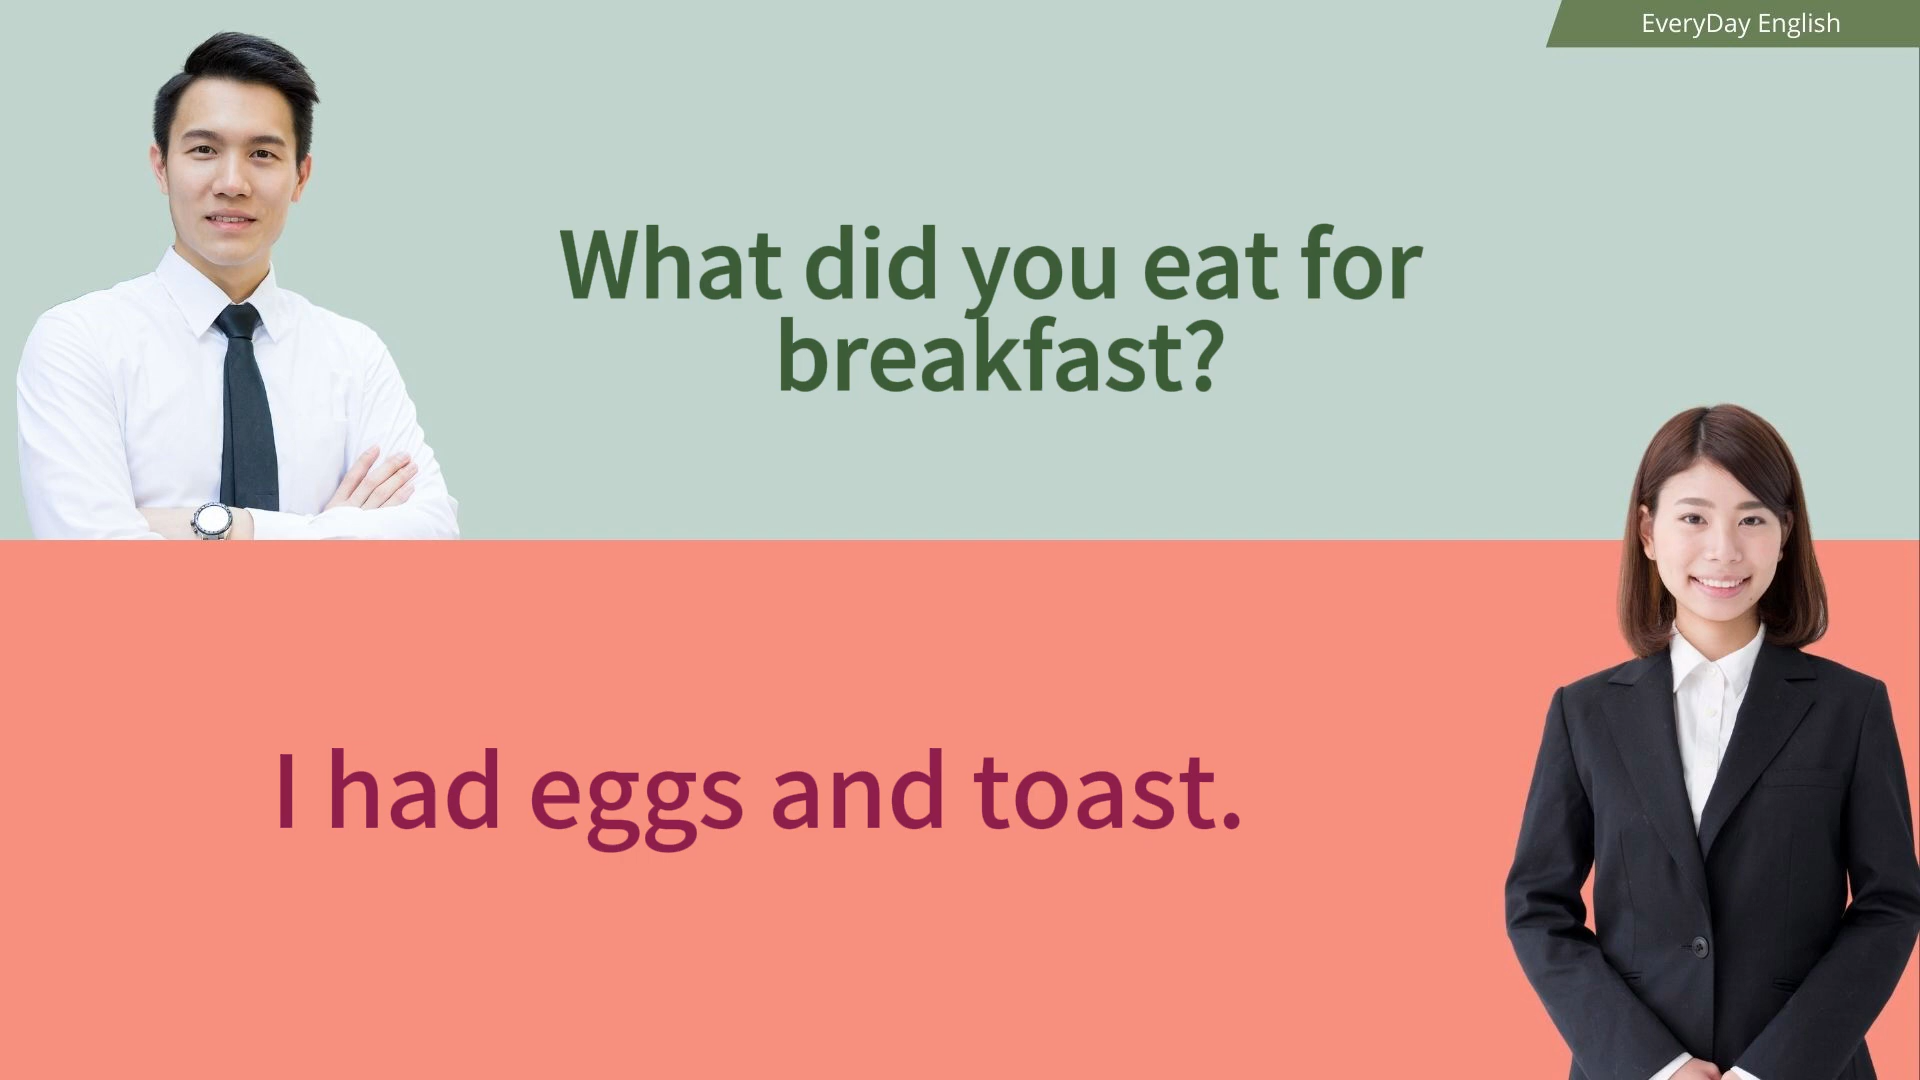 EveryDay English
What did you eat for
breakfast?
I had eggs and toast.